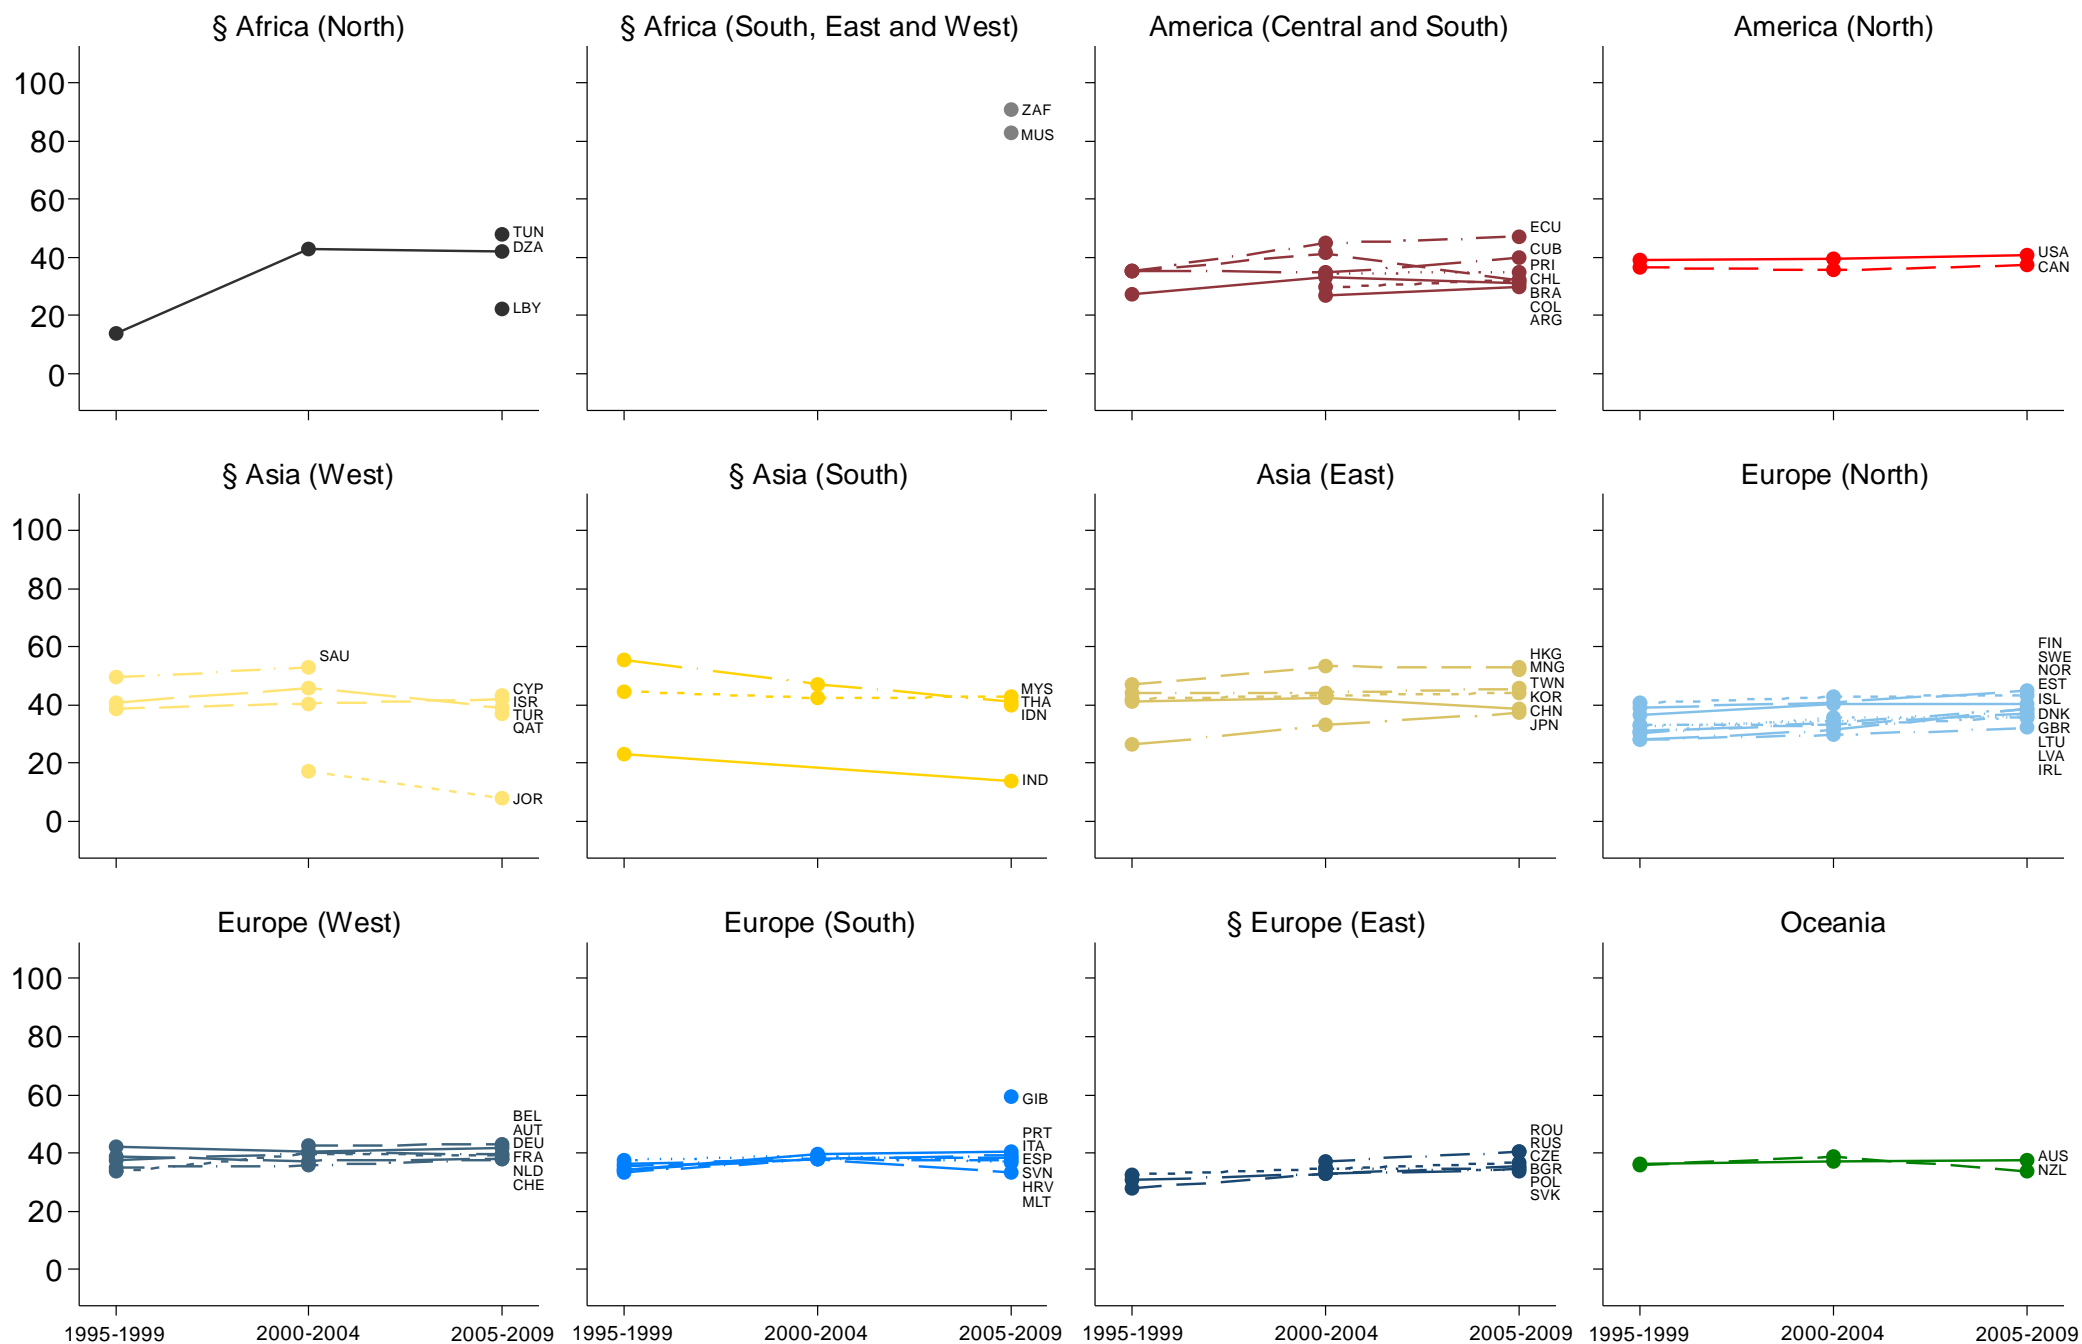 § Africa (North)
§ Africa (South, East and West)
America (Central and South)
America (North)
100
80
60
40
20
0
TUN
DZA
LBY
ZAF
MUS
ECU
CUB
PRI
CHL
BRA
COL
ARG
USA
CAN
§ Asia (West)
§ Asia (South)
Asia (East)
Europe (North)
100
80
60
40
20
0
SAU
CYP
ISR
TUR
QAT
JOR
MYS
THA
IDN
IND
HKG
MNG
TWN
KOR
CHN
JPN
FIN
SWE
NOR
EST
ISL
DNK
GBR
LTU
LVA
IRL
Europe (West)
Europe (South)
§ Europe (East)
Oceania
100
80
60
40
20
0
BEL
AUT
DEU
FRA
NLD
CHE
GIB
PRT
ITA
ESP
SVN
HRV
MLT
ROU
RUS
CZE
BGR
POL
SVK
AUS
NZL
1995-1999
2000-2004
2005-2009
1995-1999
2000-2004
2005-2009
1995-1999
2000-2004
2005-2009
1995-1999
2000-2004
2005-2009